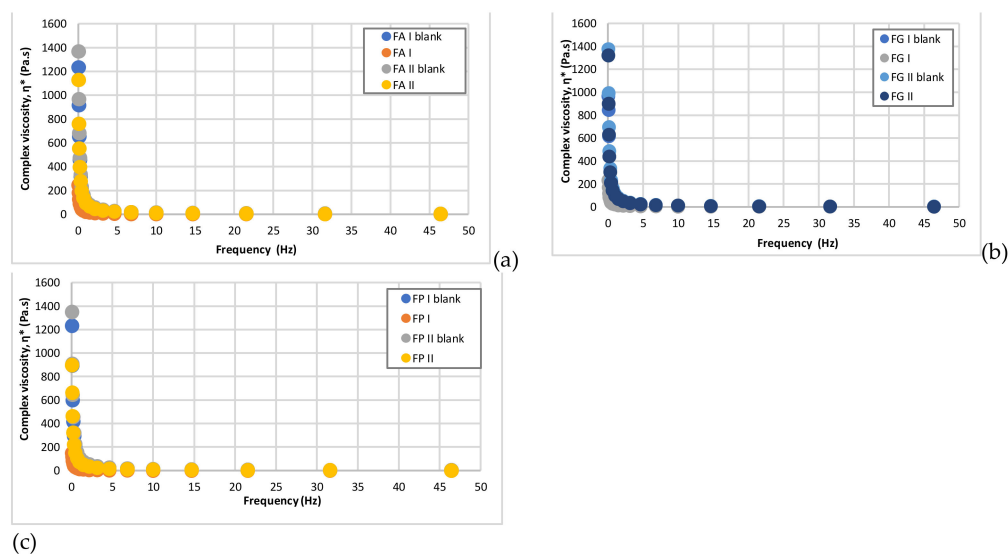 Complex viscosity, η* (Pa.s)
1600
1400
1200
1000
800
600
400
200
0
0 5 10 15 20 25 30 35 40 45 50
Frequency (Hz)
FA I blank
FA I
FA II blank
FA II
(a)
Complex viscosity, η* (Pa.s)
1600
1400
1200
1000
800
600
400
200
0
0 5 10 15 20 25 30 35 40 45 50
Frequency (Hz)
FG I blank
FG I
FG II blank
FG II
(b)
Complex viscosity, η* (Pa.s)
1600
1400
1200
1000
800
600
400
200
0
0 5 10 15 20 25 30 35 40 45 50
Frequency (Hz)
FP I blank
FP I
FP II blank
FP II
(c)